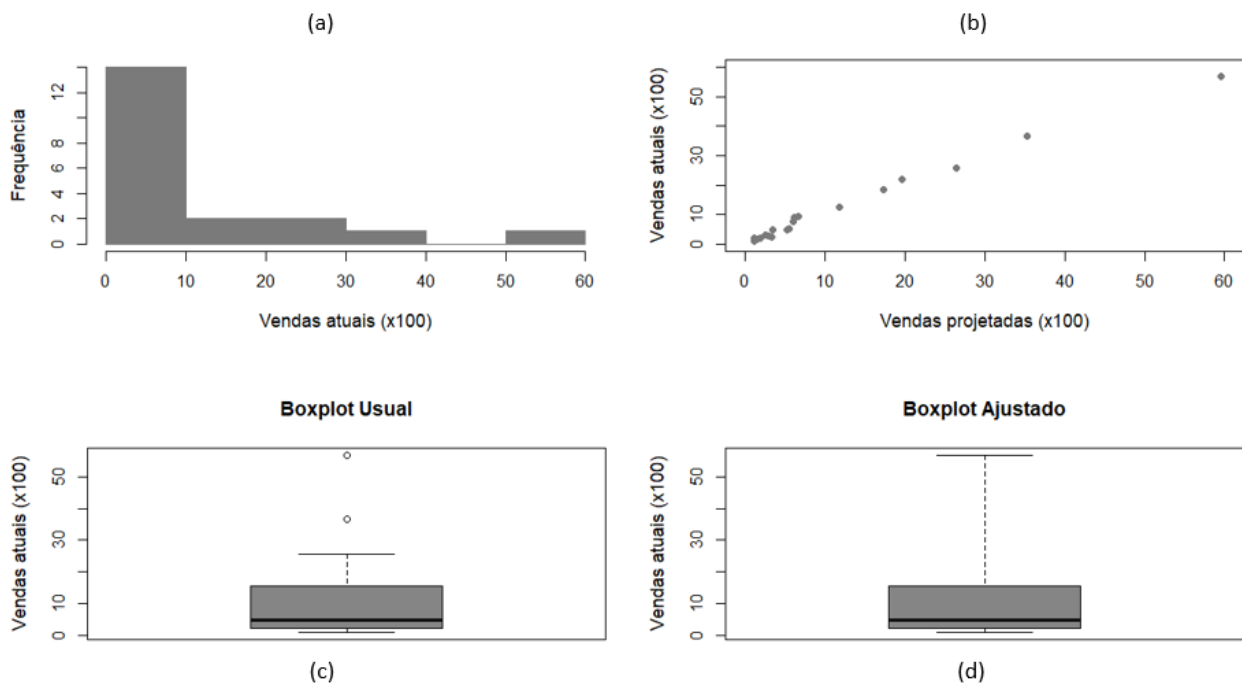 (a)
Frequência
0 2 4 6 8 12
0 10 20 30 40 50 60
Vendas atuais (x100)
(b)
Vendas atuais (x100)
0 10 30 50
0 10 20 30 40 50 60
Vendas projetadas (x100)
Boxplot Usual
Vendas atuais (x100)
0 10 30 50
(c)
Boxplot Ajustado
Vendas atuais (x100)
0 10 30 50
(d)